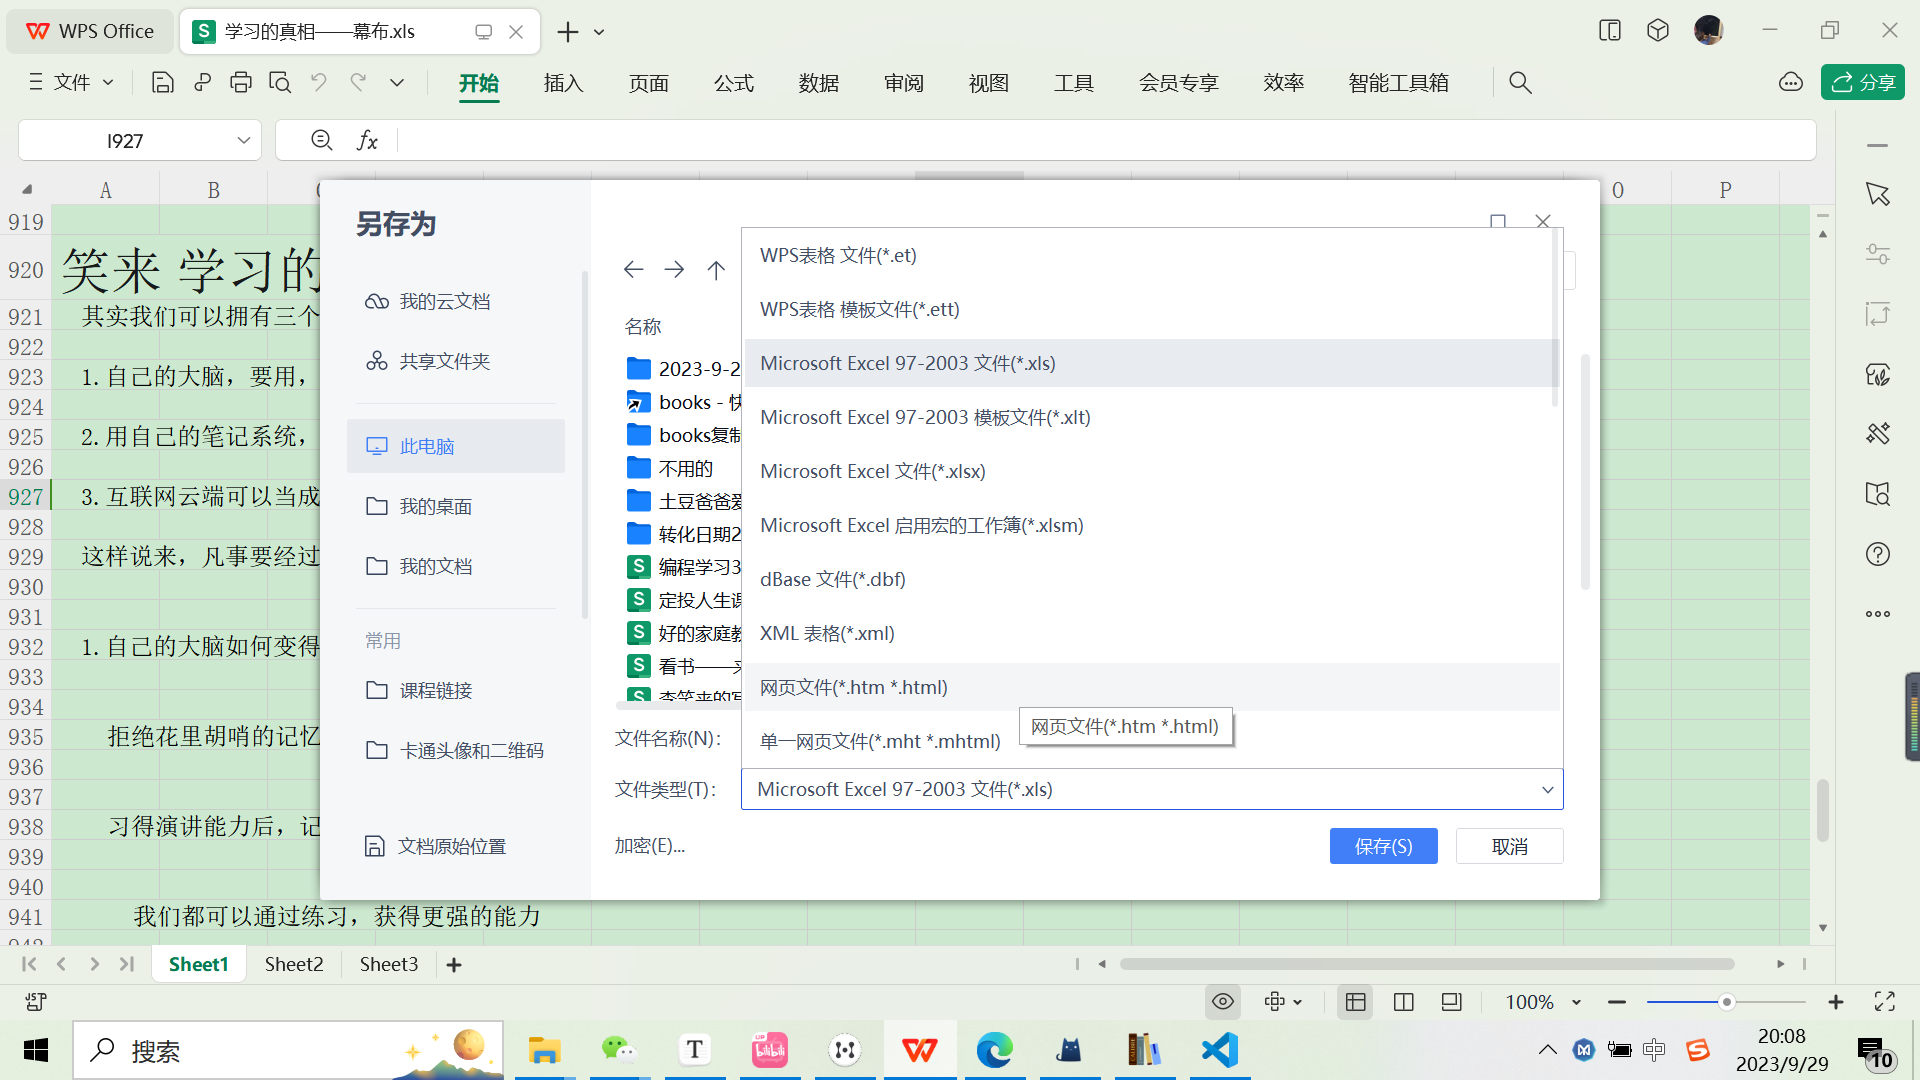 WPS Office
学习的真相——幕布.xls
文件
开始
插入
页面
公式
数据
审阅
视图
工具
会员专享
效率
智能工具箱
分享
I927
fx
A
B
O
P
919
920
笑来 学习的
921
其实我们可以拥有三个
922
923
1.自己的大脑，要用，
924
925
2.用自己的笔记系统，
926
927
3.互联网云端可以当成
928
929
这样说来，凡事要经过
930
931
932
1.自己的大脑如何变得
933
934
935
拒绝花里胡哨的记忆
936
937
938
习得演讲能力后，记
939
940
941
我们都可以通过练习，获得更强的能力
另存为
我的云文档
共享文件夹
此电脑
我的桌面
我的文档
常用
课程链接
卡通头像和二维码
文档原始位置
名称
2023-9-2
books - 快
books复制
不用的
土豆爸爸爱
转化日期2
编程学习3
定投人生课
好的家庭教
看书——来
李笑来的写
WPS表格 文件(*.et)
WPS表格 模板文件(*.ett)
Microsoft Excel 97-2003 文件(*.xls)
Microsoft Excel 97-2003 模板文件(*.xlt)
Microsoft Excel 文件(*.xlsx)
Microsoft Excel 启用宏的工作簿(*.xlsm)
dBase 文件(*.dbf)
XML 表格(*.xml)
网页文件(*.htm *.html)
网页文件(*.htm *.html)
单一网页文件(*.mht *.mhtml)
文件名称(N)：
文件类型(T)：
Microsoft Excel 97-2003 文件(*.xls)
加密(E)...
保存(S)
取消
Sheet1
Sheet2
Sheet3
100%
搜索
中
20:08
2023/9/29
10